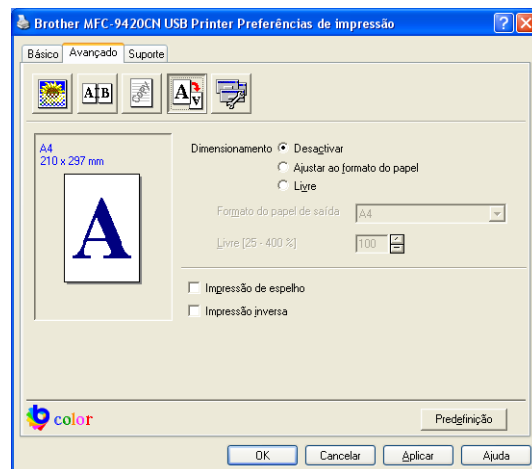 Brother MFC-9420CN USB Printer Preferências de impressão
Básico Avançado Suporte
A4
210 x 297 mm
A
Dimensionamento Desactivar
Ajustar ao formato do papel
Livre
Formato do papel de saída A4
Livre [25 - 400 %] 100
Impressão de espelho
Impressão inversa
color
Predefinição
OK Cancelar Aplicar Ajuda